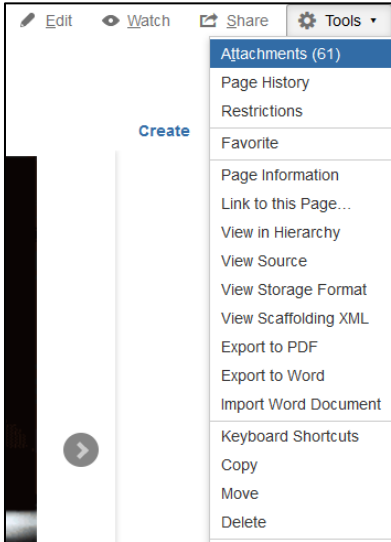 Edit Watch Share Tools
Attachments (61)
Page History
Restrictions
Create
Favorite
Page Information
Link to this Page...
View in Hierarchy
View Source
View Storage Format
View Scaffolding XML
Export to PDF
Export to Word
Import Word Document
Keyboard Shortcuts
Copy
Move
Delete